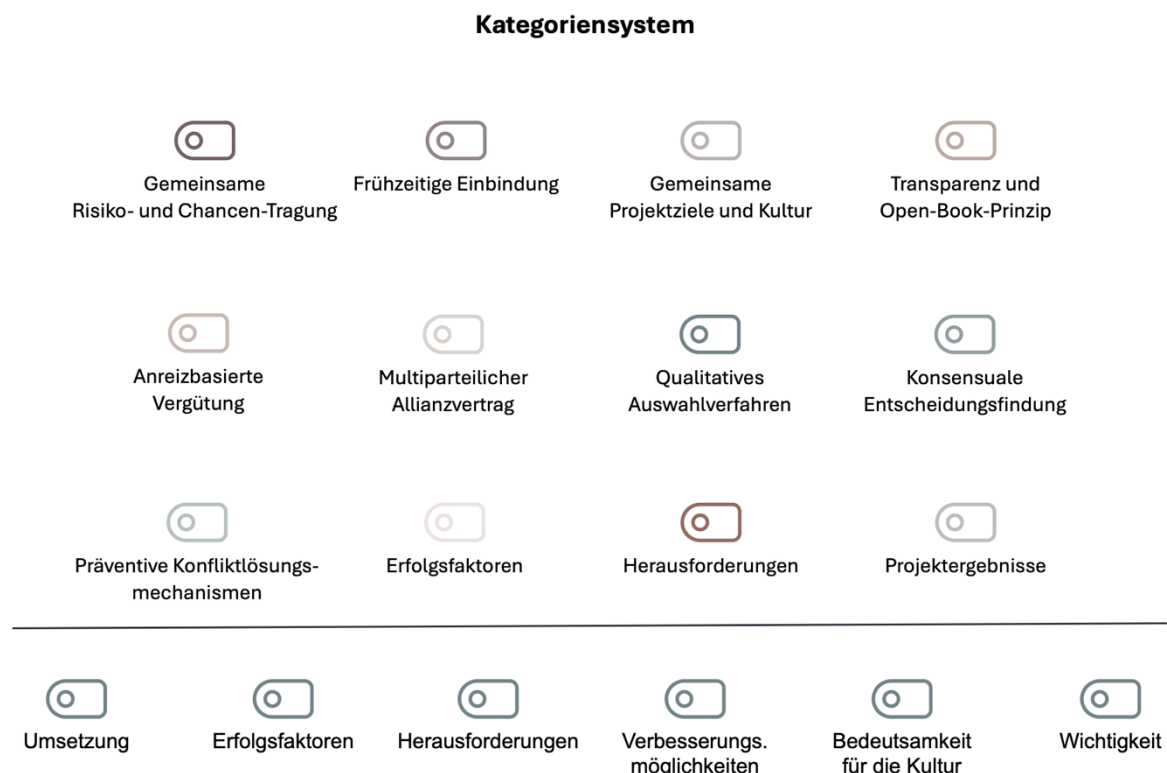 Kategoriensystem
Gemeinsame
Risiko- und Chancen-Tragung
Frühzeitige Einbindung
Gemeinsame
Projektziele und Kultur
Transparenz und
Open-Book-Prinzip
Anreizbasierte
Vergütung
Multiparteilicher
Allianzvertrag
Qualitatives
Auswahlverfahren
Konsensuale
Entscheidungsfindung
Präventive Konfliktlösungs-
mechanismen
Erfolgsfaktoren
Herausforderungen
Projektergebnisse
Umsetzung
Erfolgsfaktoren
Herausforderungen
Verbesserungs.
möglichkeiten
Bedeutsamkeit
für die Kultur
Wichtigkeit